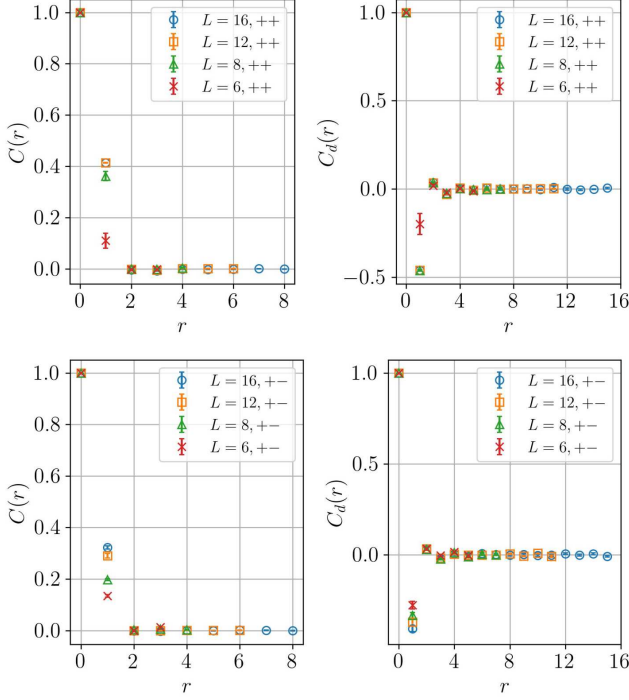 1.0
0.8
0.6
0.4
0.2
0.0
C(r)
0 2 4 6 8
r
L = 16, ++
L = 12, ++
L = 8, ++
L = 6, ++
1.0
0.5
0.0
−0.5
C_d(r)
0 4 8 12 16
r
L = 16, ++
L = 12, ++
L = 8, ++
L = 6, ++
1.0
0.8
0.6
0.4
0.2
0.0
C(r)
0 2 4 6 8
r
L = 16, +−
L = 12, +−
L = 8, +−
L = 6, +−
1.0
0.5
0.0
C_d(r)
0 4 8 12 16
r
L = 16, +−
L = 12, +−
L = 8, +−
L = 6, +−